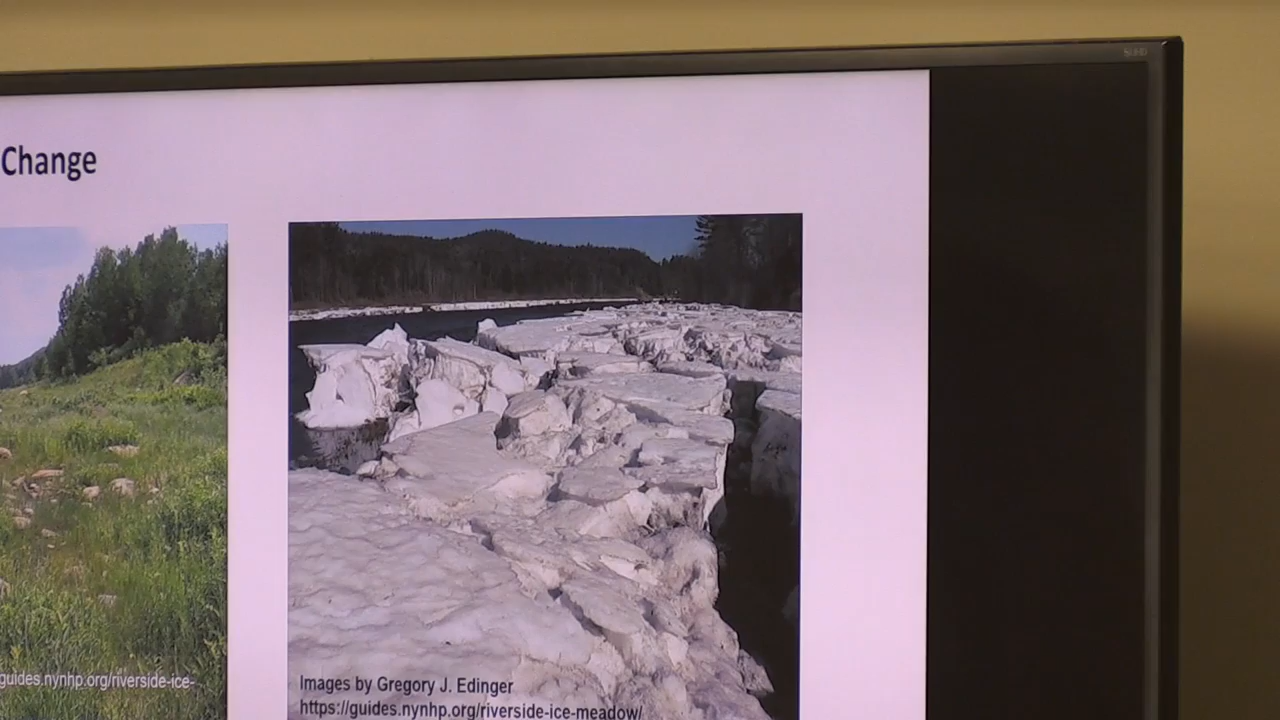 Change
guides.nynhp.org/riverside-ice-
Images by Gregory J. Edinger
https://guides.nynhp.org/riverside-ice-meadow/